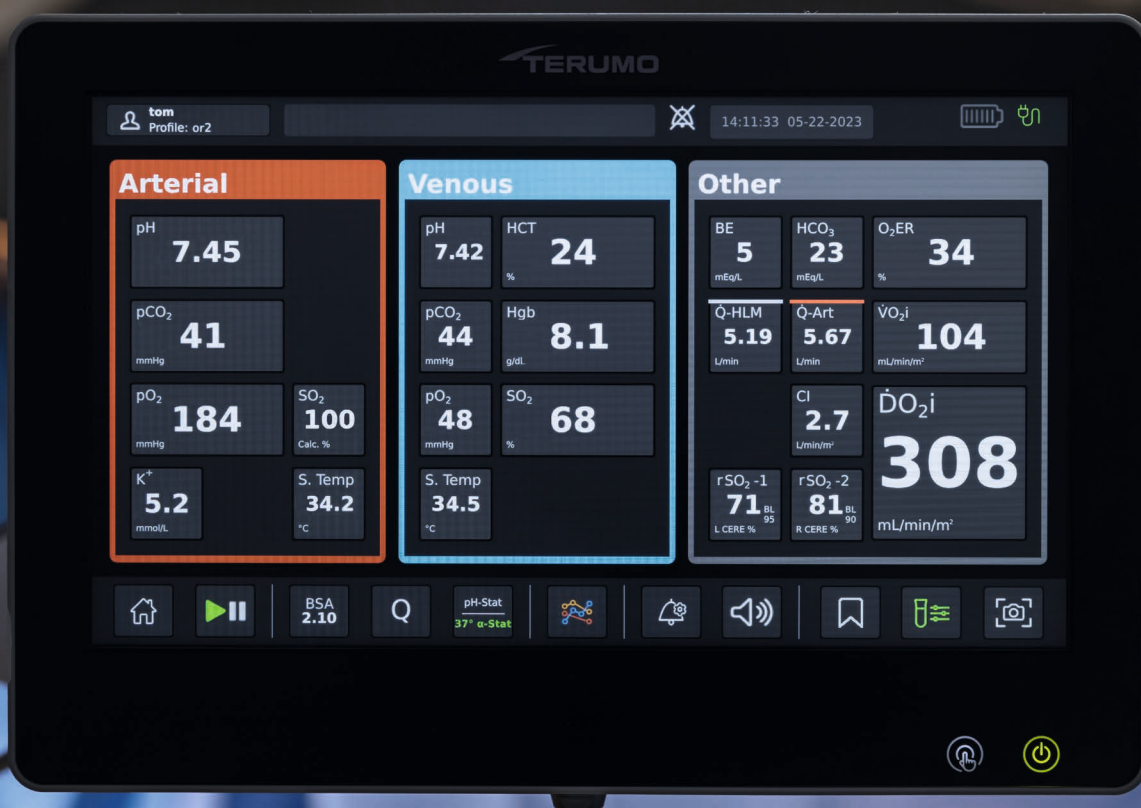 TERUMO
tom
Profile: or2
14:11:33 05-22-2023
Arterial
pH
7.45
pCO₂
41
mmHg
pO₂
184
mmHg
SO₂
100
Calc. %
K⁺
5.2
mmol/L
S. Temp
34.2
°C
Venous
pH
7.42
HCT
24
%
pCO₂
44
mmHg
Hgb
8.1
g/dL
pO₂
48
mmHg
SO₂
68
%
S. Temp
34.5
°C
Other
BE
5
mEq/L
HCO₃
23
mEq/L
O₂ER
34
%
Q̇-HLM
5.19
L/min
Q̇-Art
5.67
L/min
V̇O₂i
104
mL/min/m²
CI
2.7
L/min/m²
ḊO₂i
308
mL/min/m²
rSO₂ -1
71 BL
95
L CERE %
rSO₂ -2
81 BL
90
R CERE %
BSA
2.10
Q
pH-Stat
37° α-Stat